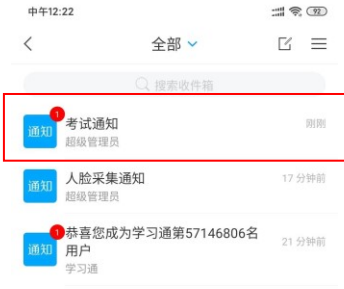 中午12:22
92
全部
搜索收件箱
1
通知
考试通知
刚刚
超级管理员
通知
人脸采集通知
17 分钟前
超级管理员
1
通知
恭喜您成为学习通第57146806名
用户
21 分钟前
学习通